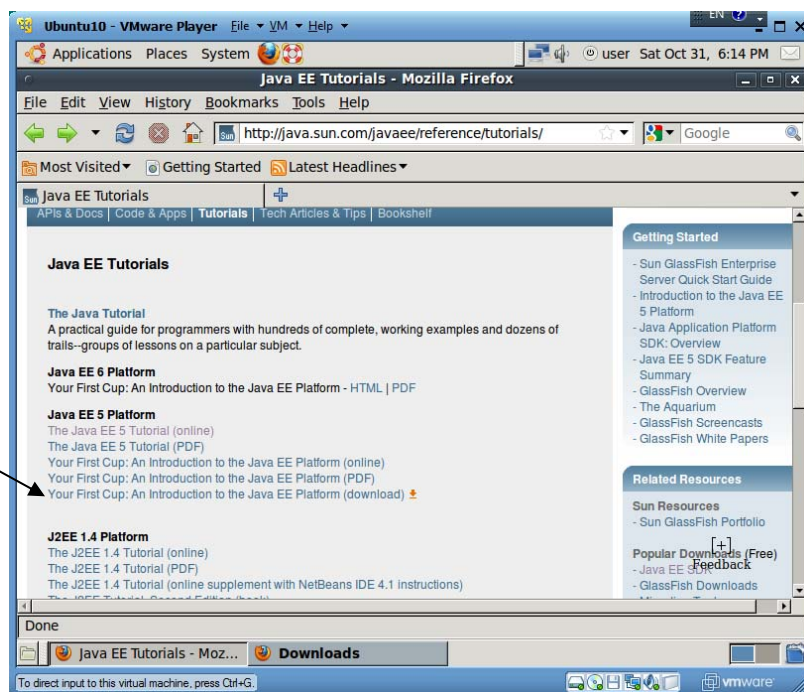 Ubuntu10 - VMware Player File VM Help
EN
Applications Places System user Sat Oct 31, 6:14 PM
Java EE Tutorials - Mozilla Firefox
File Edit View History Bookmarks Tools Help
Sun http://java.sun.com/javaee/reference/tutorials/ Google
Most Visited Getting Started Latest Headlines
Sun Java EE Tutorials
APIs & Docs | Code & Apps | Tutorials | Tech Articles & Tips | Bookshelf
Java EE Tutorials
The Java Tutorial
A practical guide for programmers with hundreds of complete, working examples and dozens of
trails--groups of lessons on a particular subject.
Java EE 6 Platform
Your First Cup: An Introduction to the Java EE Platform - HTML | PDF
Java EE 5 Platform
The Java EE 5 Tutorial (online)
The Java EE 5 Tutorial (PDF)
Your First Cup: An Introduction to the Java EE Platform (online)
Your First Cup: An Introduction to the Java EE Platform (PDF)
Your First Cup: An Introduction to the Java EE Platform (download)
J2EE 1.4 Platform
The J2EE 1.4 Tutorial (online)
The J2EE 1.4 Tutorial (PDF)
The J2EE 1.4 Tutorial (online supplement with NetBeans IDE 4.1 instructions)
Getting Started
- Sun GlassFish Enterprise
Server Quick Start Guide
- Introduction to the Java EE
5 Platform
- Java Application Platform
SDK: Overview
- Java EE 5 SDK Feature
Summary
- GlassFish Overview
- The Aquarium
- GlassFish Screencasts
- GlassFish White Papers
Related Resources
Sun Resources
- Sun GlassFish Portfolio
[+]
Popular Downloads (Free)
Feedback
- Java EE SDK
- GlassFish Downloads
Done
Java EE Tutorials - Moz... Downloads
To direct input to this virtual machine, press Ctrl+G. vmware